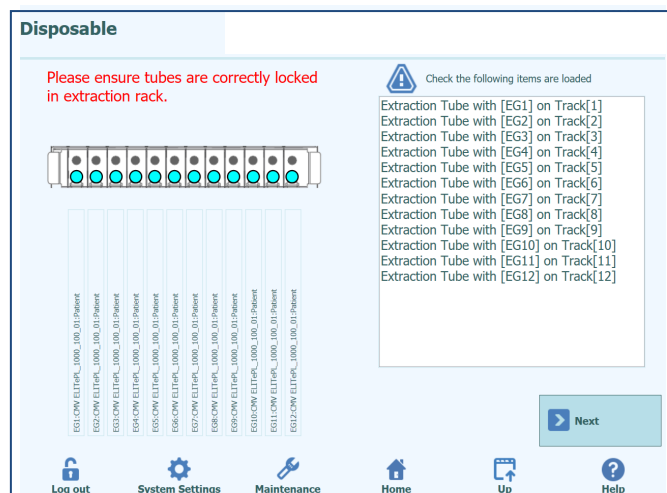 Disposable
Please ensure tubes are correctly locked
in extraction rack.
Check the following items are loaded
Extraction Tube with [EG1] on Track[1]
Extraction Tube with [EG2] on Track[2]
Extraction Tube with [EG3] on Track[3]
Extraction Tube with [EG4] on Track[4]
Extraction Tube with [EG5] on Track[5]
Extraction Tube with [EG6] on Track[6]
Extraction Tube with [EG7] on Track[7]
Extraction Tube with [EG8] on Track[8]
Extraction Tube with [EG9] on Track[9]
Extraction Tube with [EG10] on Track[10]
Extraction Tube with [EG11] on Track[11]
Extraction Tube with [EG12] on Track[12]
EG1:CMV ELITePL_1000_100_01:Patient
EG2:CMV ELITePL_1000_100_01:Patient
EG3:CMV ELITePL_1000_100_01:Patient
EG4:CMV ELITePL_1000_100_01:Patient
EG5:CMV ELITePL_1000_100_01:Patient
EG6:CMV ELITePL_1000_100_01:Patient
EG7:CMV ELITePL_1000_100_01:Patient
EG8:CMV ELITePL_1000_100_01:Patient
EG9:CMV ELITePL_1000_100_01:Patient
EG10:CMV ELITePL_1000_100_01:Patient
EG11:CMV ELITePL_1000_100_01:Patient
EG12:CMV ELITePL_1000_100_01:Patient
Next
Log out
System Settings
Maintenance
Home
Up
Help